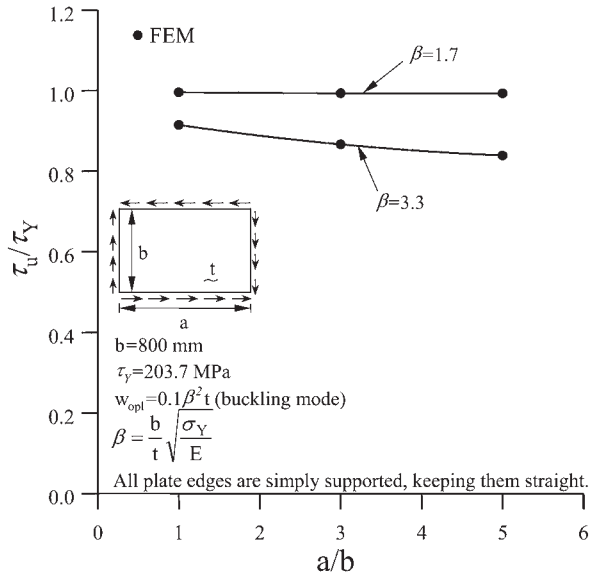 1.2
1.0
0.8
0.6
0.4
0.2
0.0
τu/τY
FEM
β=1.7
β=3.3
b
t
a
b=800 mm
τY=203.7 MPa
wopl=0.1β²t (buckling mode)
β = b/t √σY/E
All plate edges are simply supported, keeping them straight.
0 1 2 3 4 5 6
a/b